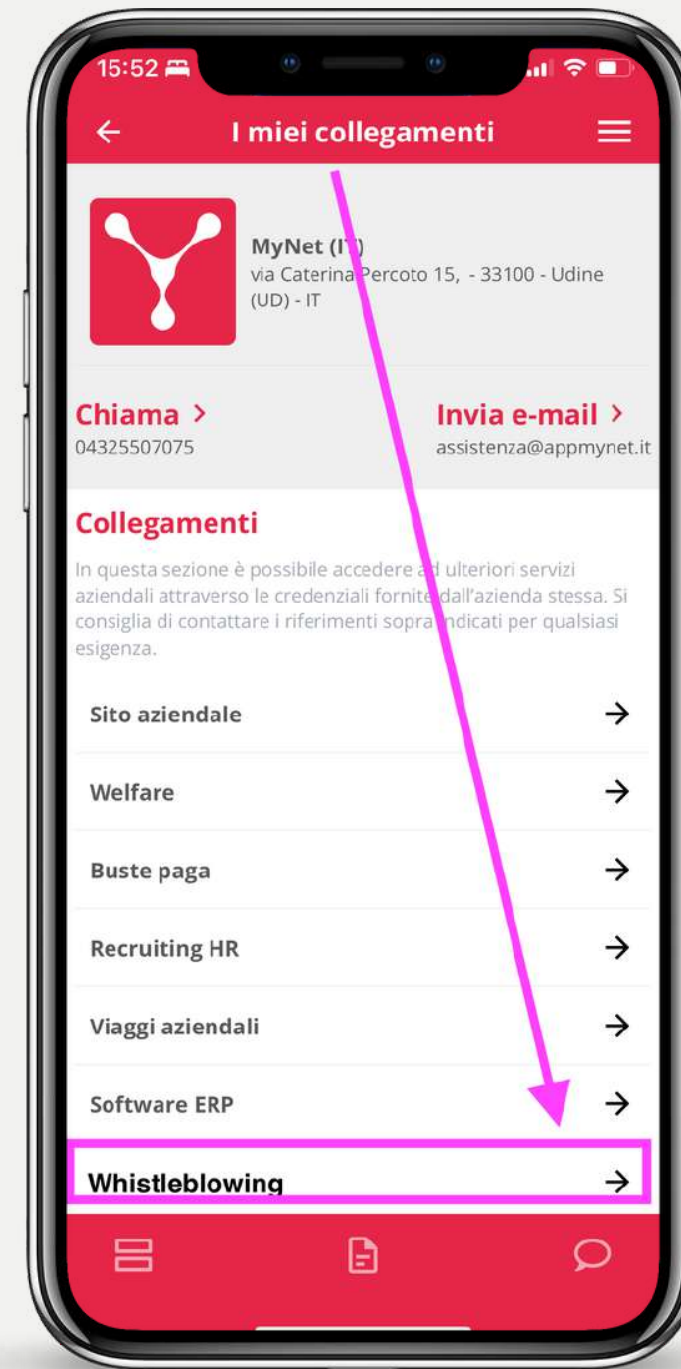 15:52
I miei collegamenti
MyNet (IT)
via Caterina Percoto 15, - 33100 - Udine
(UD) - IT
Chiama >
04325507075
Invia e-mail >
assistenza@appmynet.it
Collegamenti
In questa sezione è possibile accedere ad ulteriori servizi
aziendali attraverso le credenziali fornite dall'azienda stessa. Si
consiglia di contattare i riferimenti sopra indicati per qualsiasi
esigenza.
Sito aziendale
Welfare
Buste paga
Recruiting HR
Viaggi aziendali
Software ERP
Whistleblowing